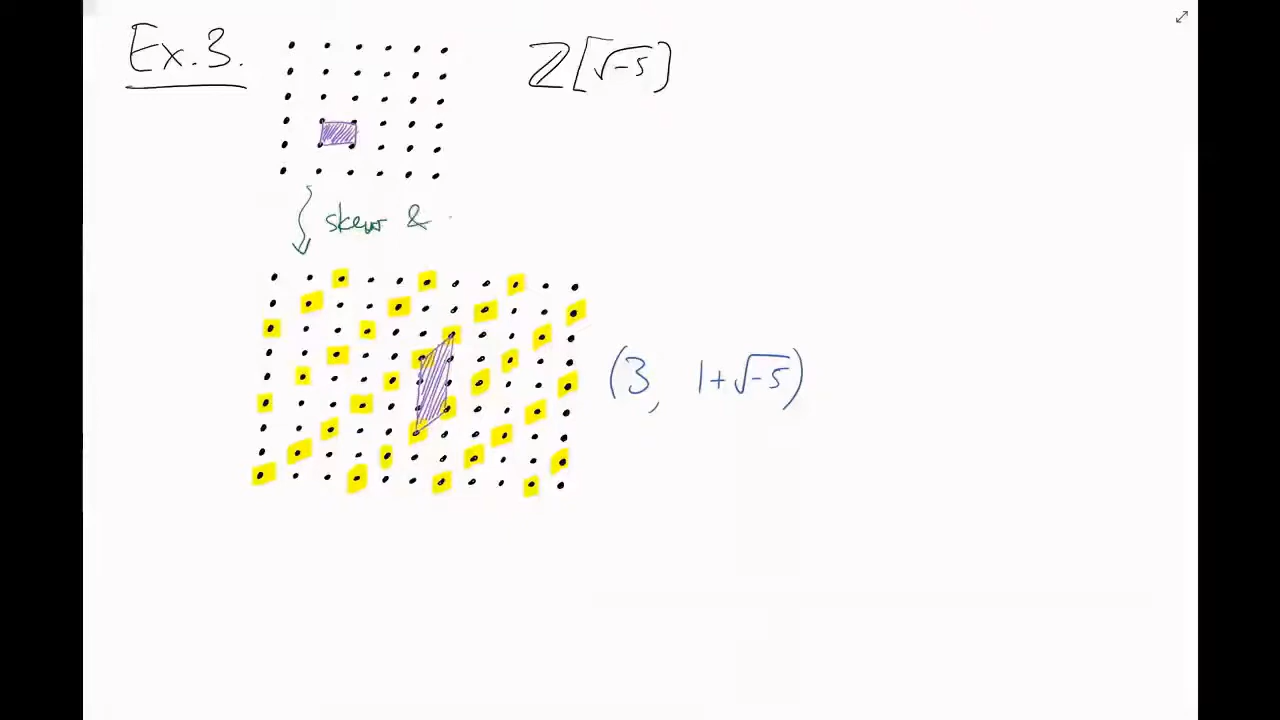 Ex. 3.
ℤ[√-5]
skew &
(3, 1+√-5)